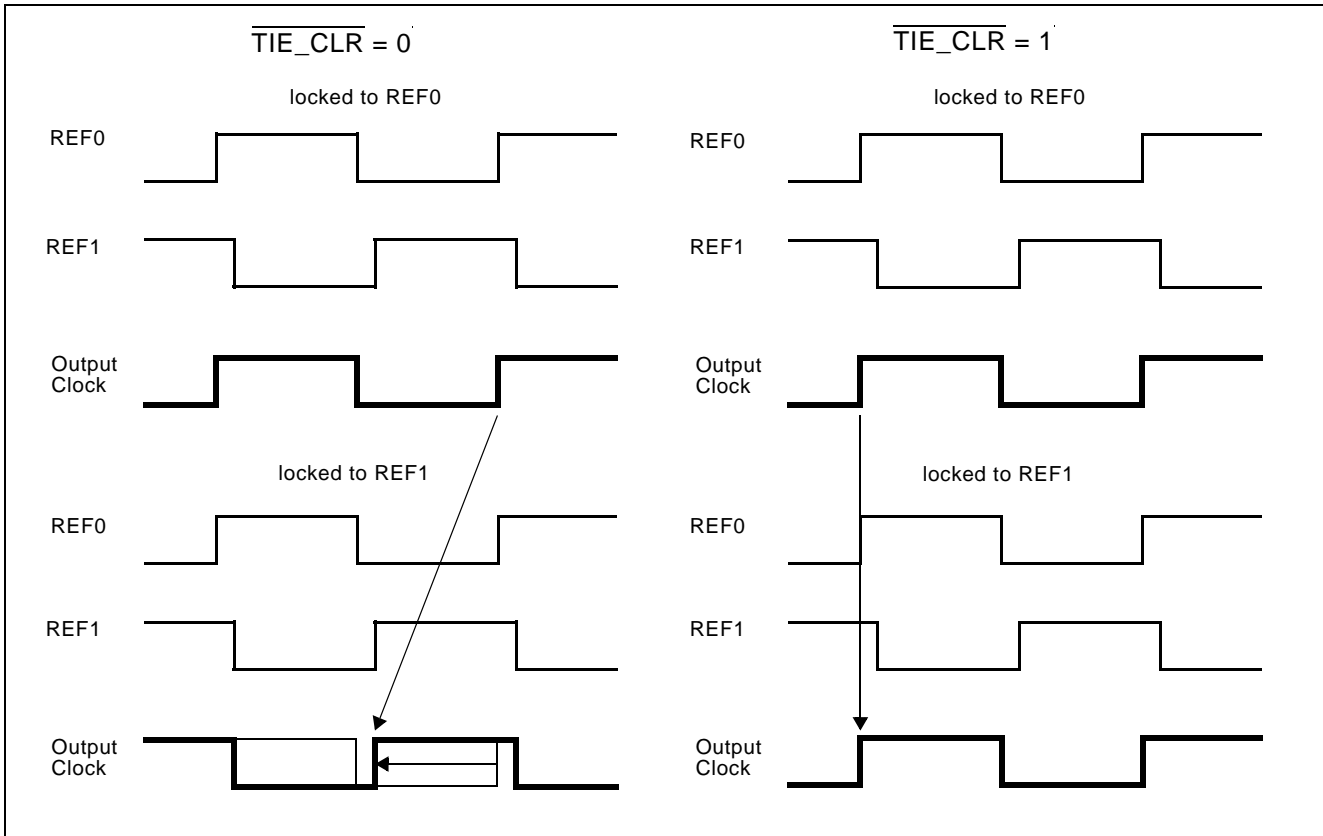 TIE_CLR = 0
locked to REF0
REF0
REF1
Output
Clock
locked to REF1
REF0
REF1
Output
Clock
TIE_CLR = 1
locked to REF0
REF0
REF1
Output
Clock
locked to REF1
REF0
REF1
Output
Clock